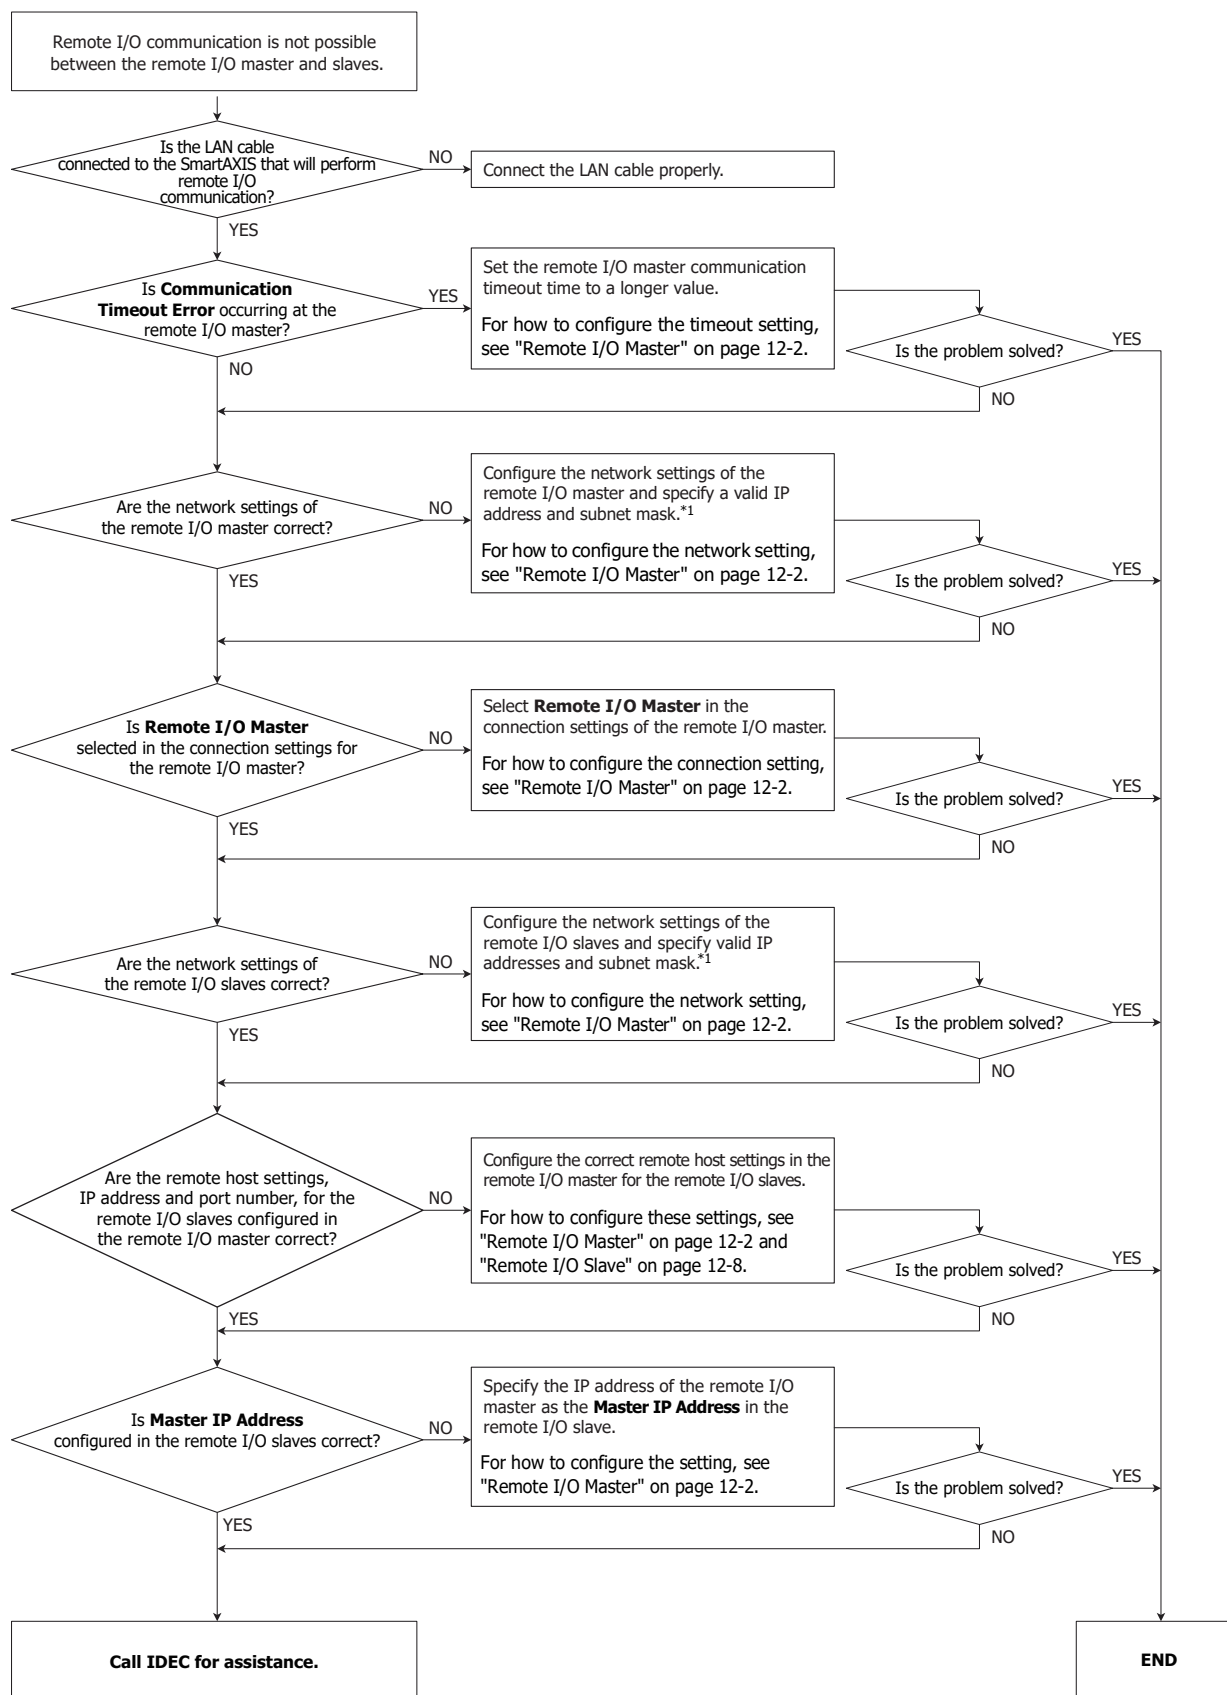 Remote I/O communication is not possible
between the remote I/O master and slaves.
Is the LAN cable
connected to the SmartAXIS that will perform
remote I/O
communication?
NO
Connect the LAN cable properly.
YES
Is Communication
Timeout Error occurring at the
remote I/O master?
YES
Set the remote I/O master communication
timeout time to a longer value.
For how to configure the timeout setting,
see "Remote I/O Master" on page 12-2.
Is the problem solved?
YES
NO
NO
Are the network settings of
the remote I/O master correct?
NO
Configure the network settings of the
remote I/O master and specify a valid IP
address and subnet mask.*1
For how to configure the network setting,
see "Remote I/O Master" on page 12-2.
Is the problem solved?
YES
YES
NO
Is Remote I/O Master
selected in the connection settings for
the remote I/O master?
NO
Select Remote I/O Master in the
connection settings of the remote I/O master.
For how to configure the connection setting,
see "Remote I/O Master" on page 12-2.
Is the problem solved?
YES
YES
NO
Are the network settings of
the remote I/O slaves correct?
NO
Configure the network settings of the
remote I/O slaves and specify valid IP
addresses and subnet mask.*1
For how to configure the network setting,
see "Remote I/O Master" on page 12-2.
Is the problem solved?
YES
YES
NO
Are the remote host settings,
IP address and port number, for the
remote I/O slaves configured in
the remote I/O master correct?
NO
Configure the correct remote host settings in the
remote I/O master for the remote I/O slaves.
For how to configure these settings, see
"Remote I/O Master" on page 12-2 and
"Remote I/O Slave" on page 12-8.
Is the problem solved?
YES
YES
NO
Is Master IP Address
configured in the remote I/O slaves correct?
NO
Specify the IP address of the remote I/O
master as the Master IP Address in the
remote I/O slave.
For how to configure the setting, see
"Remote I/O Master" on page 12-2.
Is the problem solved?
YES
YES
NO
Call IDEC for assistance.
END